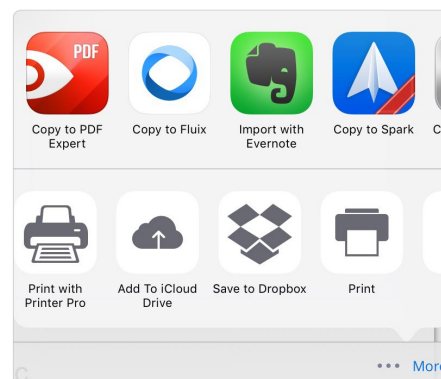 PDF
Copy to PDF
Expert
Copy to Fluix
Import with
Evernote
Copy to Spark
C
Print with
Printer Pro
Add To iCloud
Drive
Save to Dropbox
Print
••• More